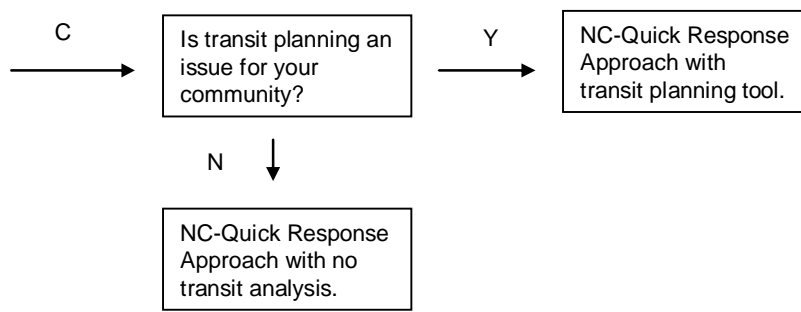 C
Is transit planning an
issue for your
community?
Y
NC-Quick Response
Approach with
transit planning tool.
N
NC-Quick Response
Approach with no
transit analysis.